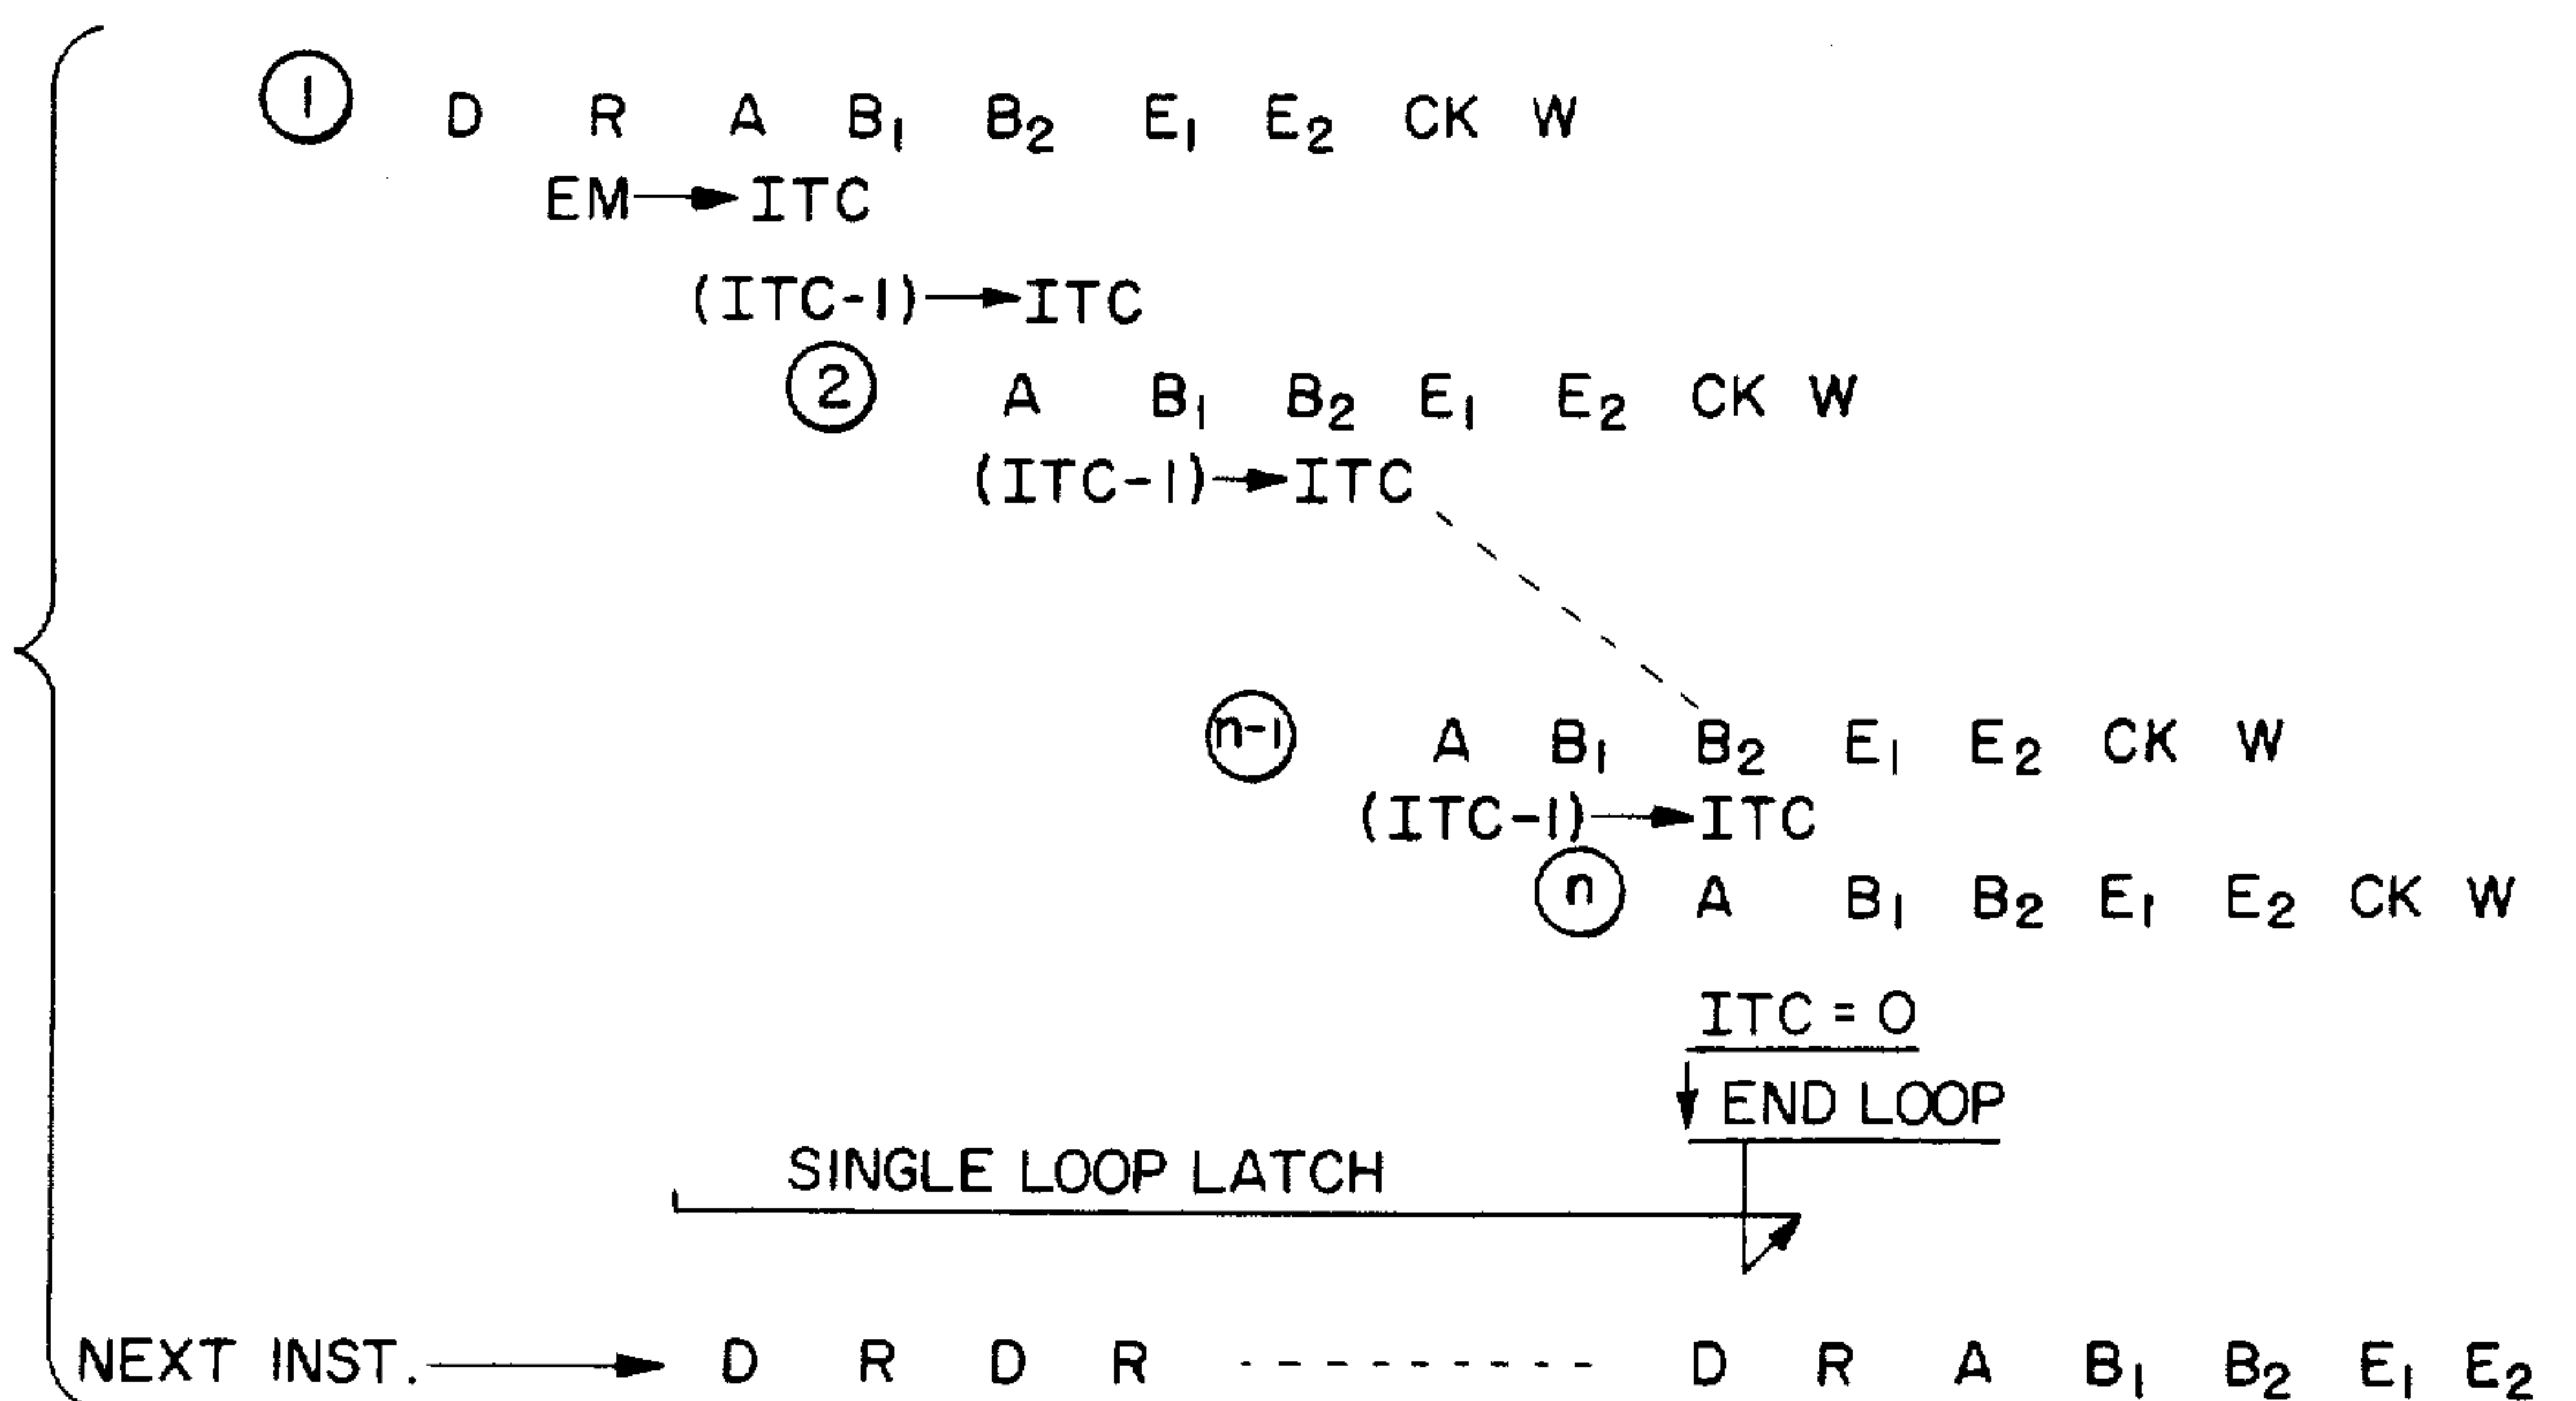 1 D R A B1 B2 E1 E2 CK W
EM→ITC
(ITC-1)→ITC
2 A B1 B2 E1 E2 CK W
(ITC-1)→ITC
n-1 A B1 B2 E1 E2 CK W
(ITC-1)→ITC
n A B1 B2 E1 E2 CK W
ITC = 0
END LOOP
SINGLE LOOP LATCH
NEXT INST. → D R D R - - - - - - - - - D R A B1 B2 E1 E2